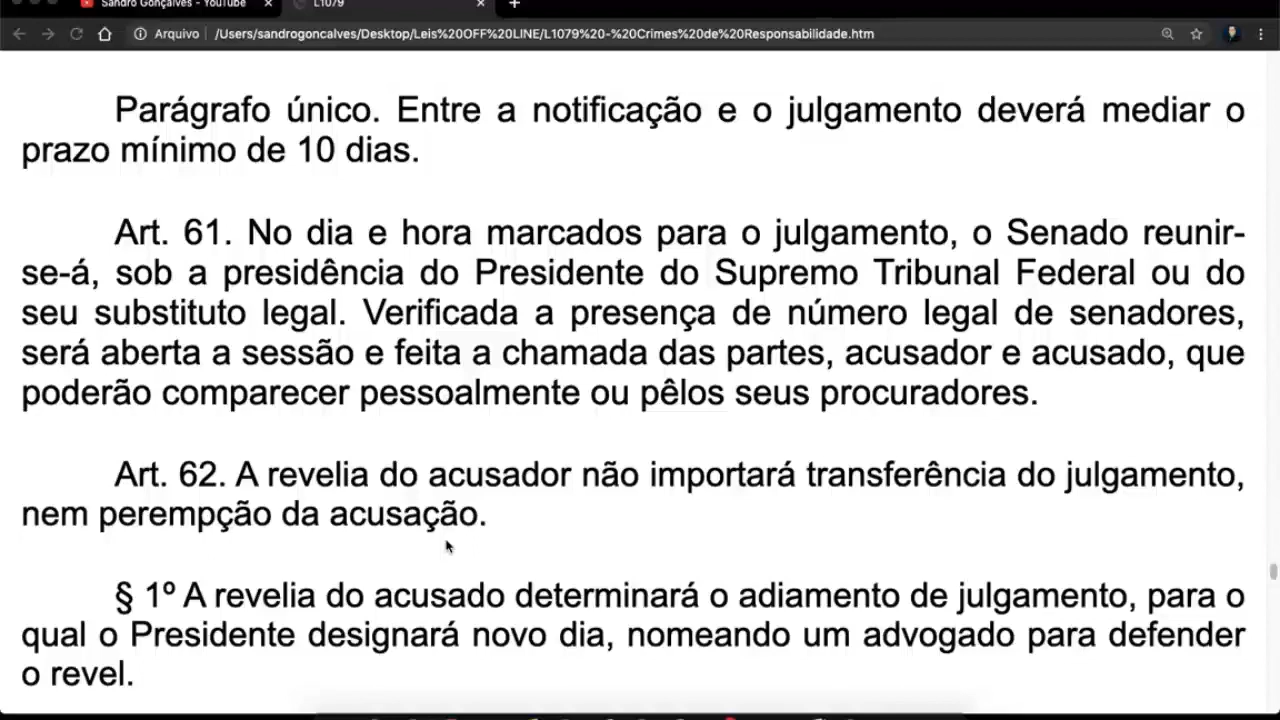 Sandro Gonçalves - YouTube
L1079
Arquivo
/Users/sandrogoncalves/Desktop/Leis%20OFF%20LINE/L1079%20-%20Crimes%20de%20Responsabilidade.htm
Parágrafo único. Entre a notificação e o julgamento deverá mediar o
prazo mínimo de 10 dias.
Art. 61. No dia e hora marcados para o julgamento, o Senado reunir-
se-á, sob a presidência do Presidente do Supremo Tribunal Federal ou do
seu substituto legal. Verificada a presença de número legal de senadores,
será aberta a sessão e feita a chamada das partes, acusador e acusado, que
poderão comparecer pessoalmente ou pêlos seus procuradores.
Art. 62. A revelia do acusador não importará transferência do julgamento,
nem perempção da acusação.
§ 1º A revelia do acusado determinará o adiamento de julgamento, para o
qual o Presidente designará novo dia, nomeando um advogado para defender
o revel.